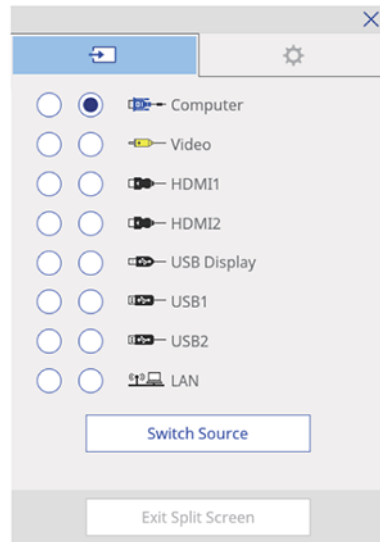 Computer
Video
HDMI1
HDMI2
USB Display
USB1
USB2
LAN
Switch Source
Exit Split Screen